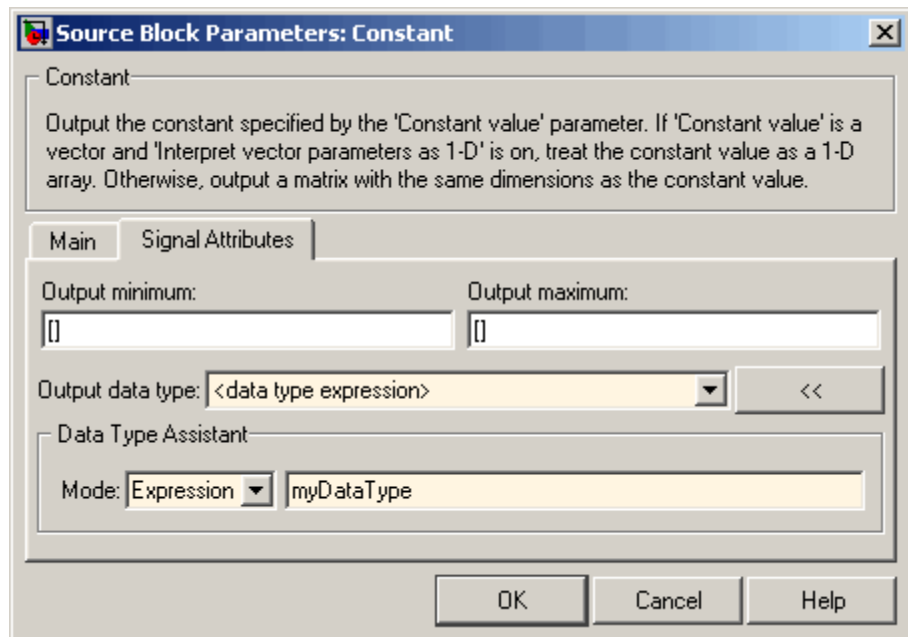 Source Block Parameters: Constant
Constant
Output the constant specified by the 'Constant value' parameter. If 'Constant value' is a
vector and 'Interpret vector parameters as 1-D' is on, treat the constant value as a 1-D
array. Otherwise, output a matrix with the same dimensions as the constant value.
Main Signal Attributes
Output minimum: Output maximum:
[] []
Output data type: <data type expression> <<
Data Type Assistant
Mode: Expression myDataType
OK Cancel Help